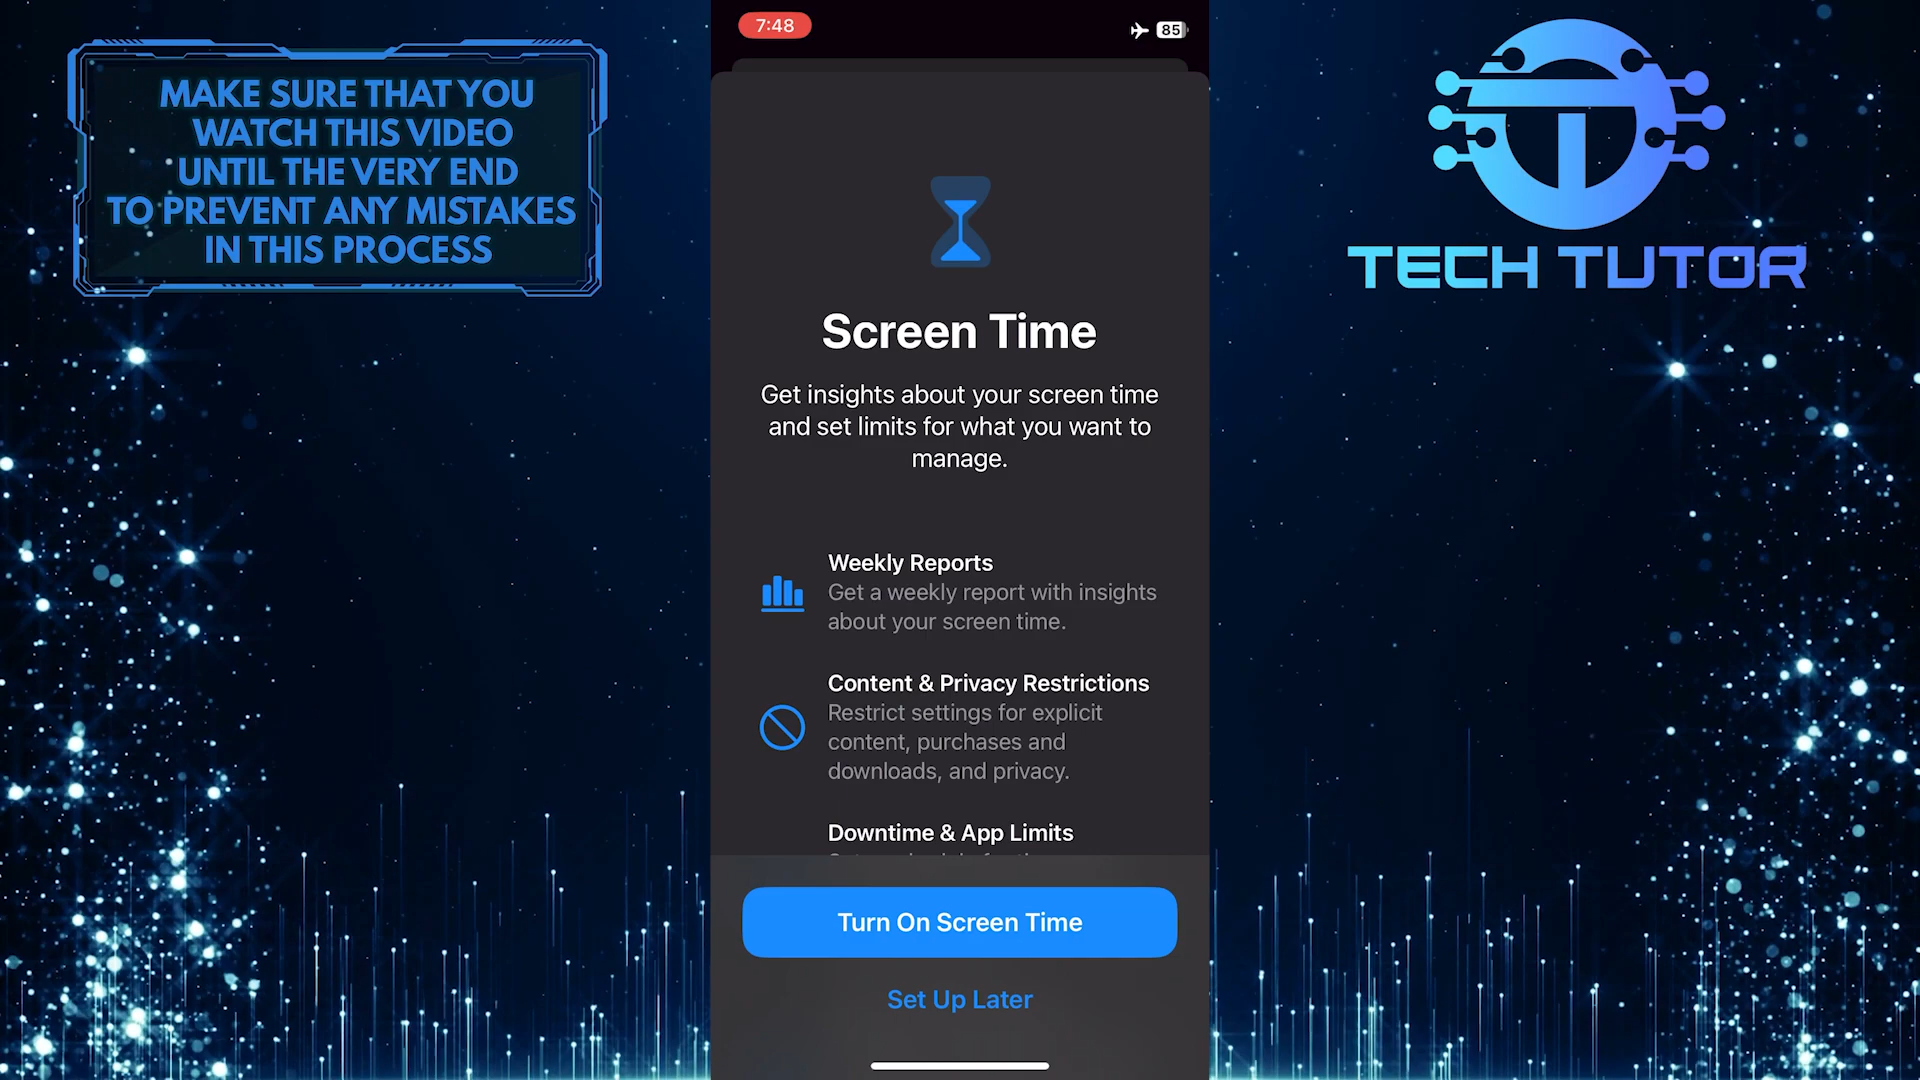 MAKE SURE THAT YOU
WATCH THIS VIDEO
UNTIL THE VERY END
TO PREVENT ANY MISTAKES
IN THIS PROCESS
7:48
85
TECH TUTOR
Screen Time
Get insights about your screen time
and set limits for what you want to
manage.
Weekly Reports
Get a weekly report with insights
about your screen time.
Content & Privacy Restrictions
Restrict settings for explicit
content, purchases and
downloads, and privacy.
Downtime & App Limits
Turn On Screen Time
Set Up Later